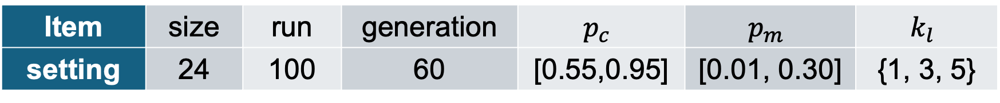 Item size run generation p_c p_m k_l
setting 24 100 60 [0.55,0.95] [0.01, 0.30] {1, 3, 5}